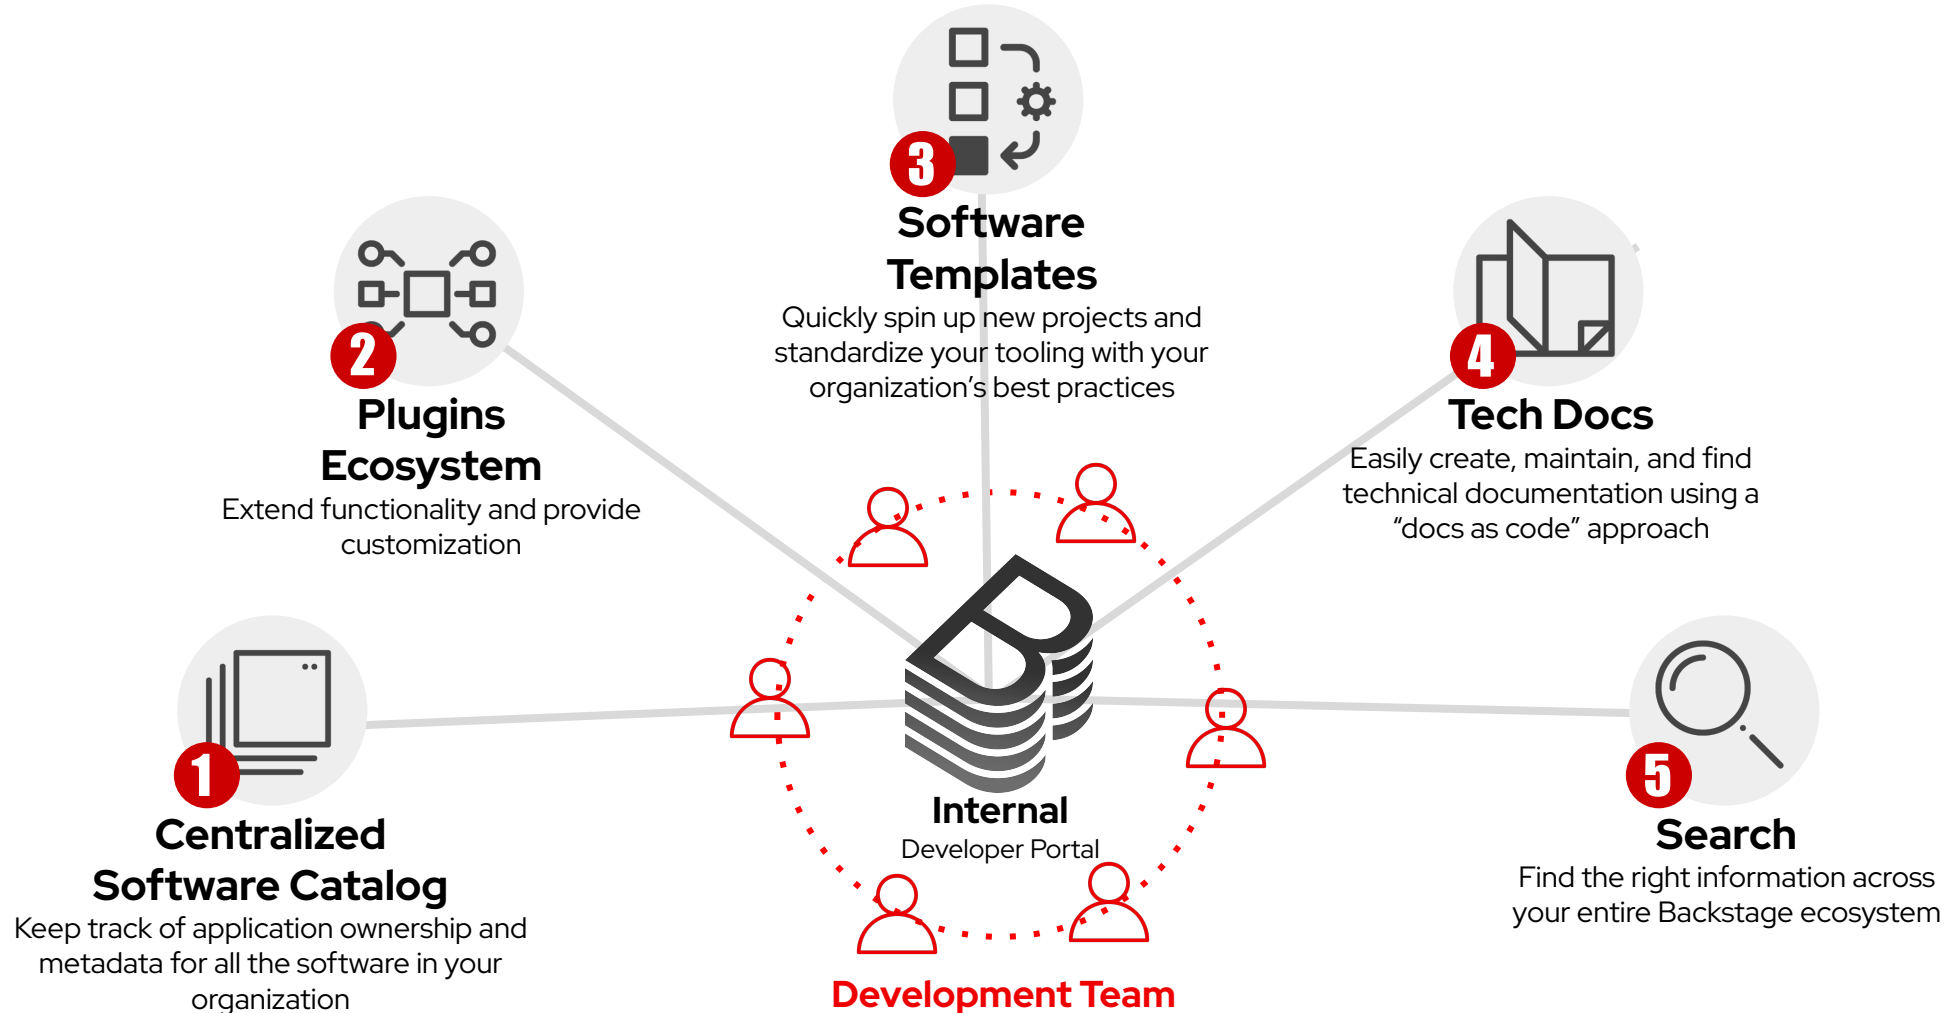 1
Centralized
Software Catalog
Keep track of application ownership and
metadata for all the software in your
organization
2
Plugins
Ecosystem
Extend functionality and provide
customization
3
Software
Templates
Quickly spin up new projects and
standardize your tooling with your
organization’s best practices
4
Tech Docs
Easily create, maintain, and find
technical documentation using a
“docs as code” approach
5
Search
Find the right information across
your entire Backstage ecosystem
Internal
Developer Portal
Development Team